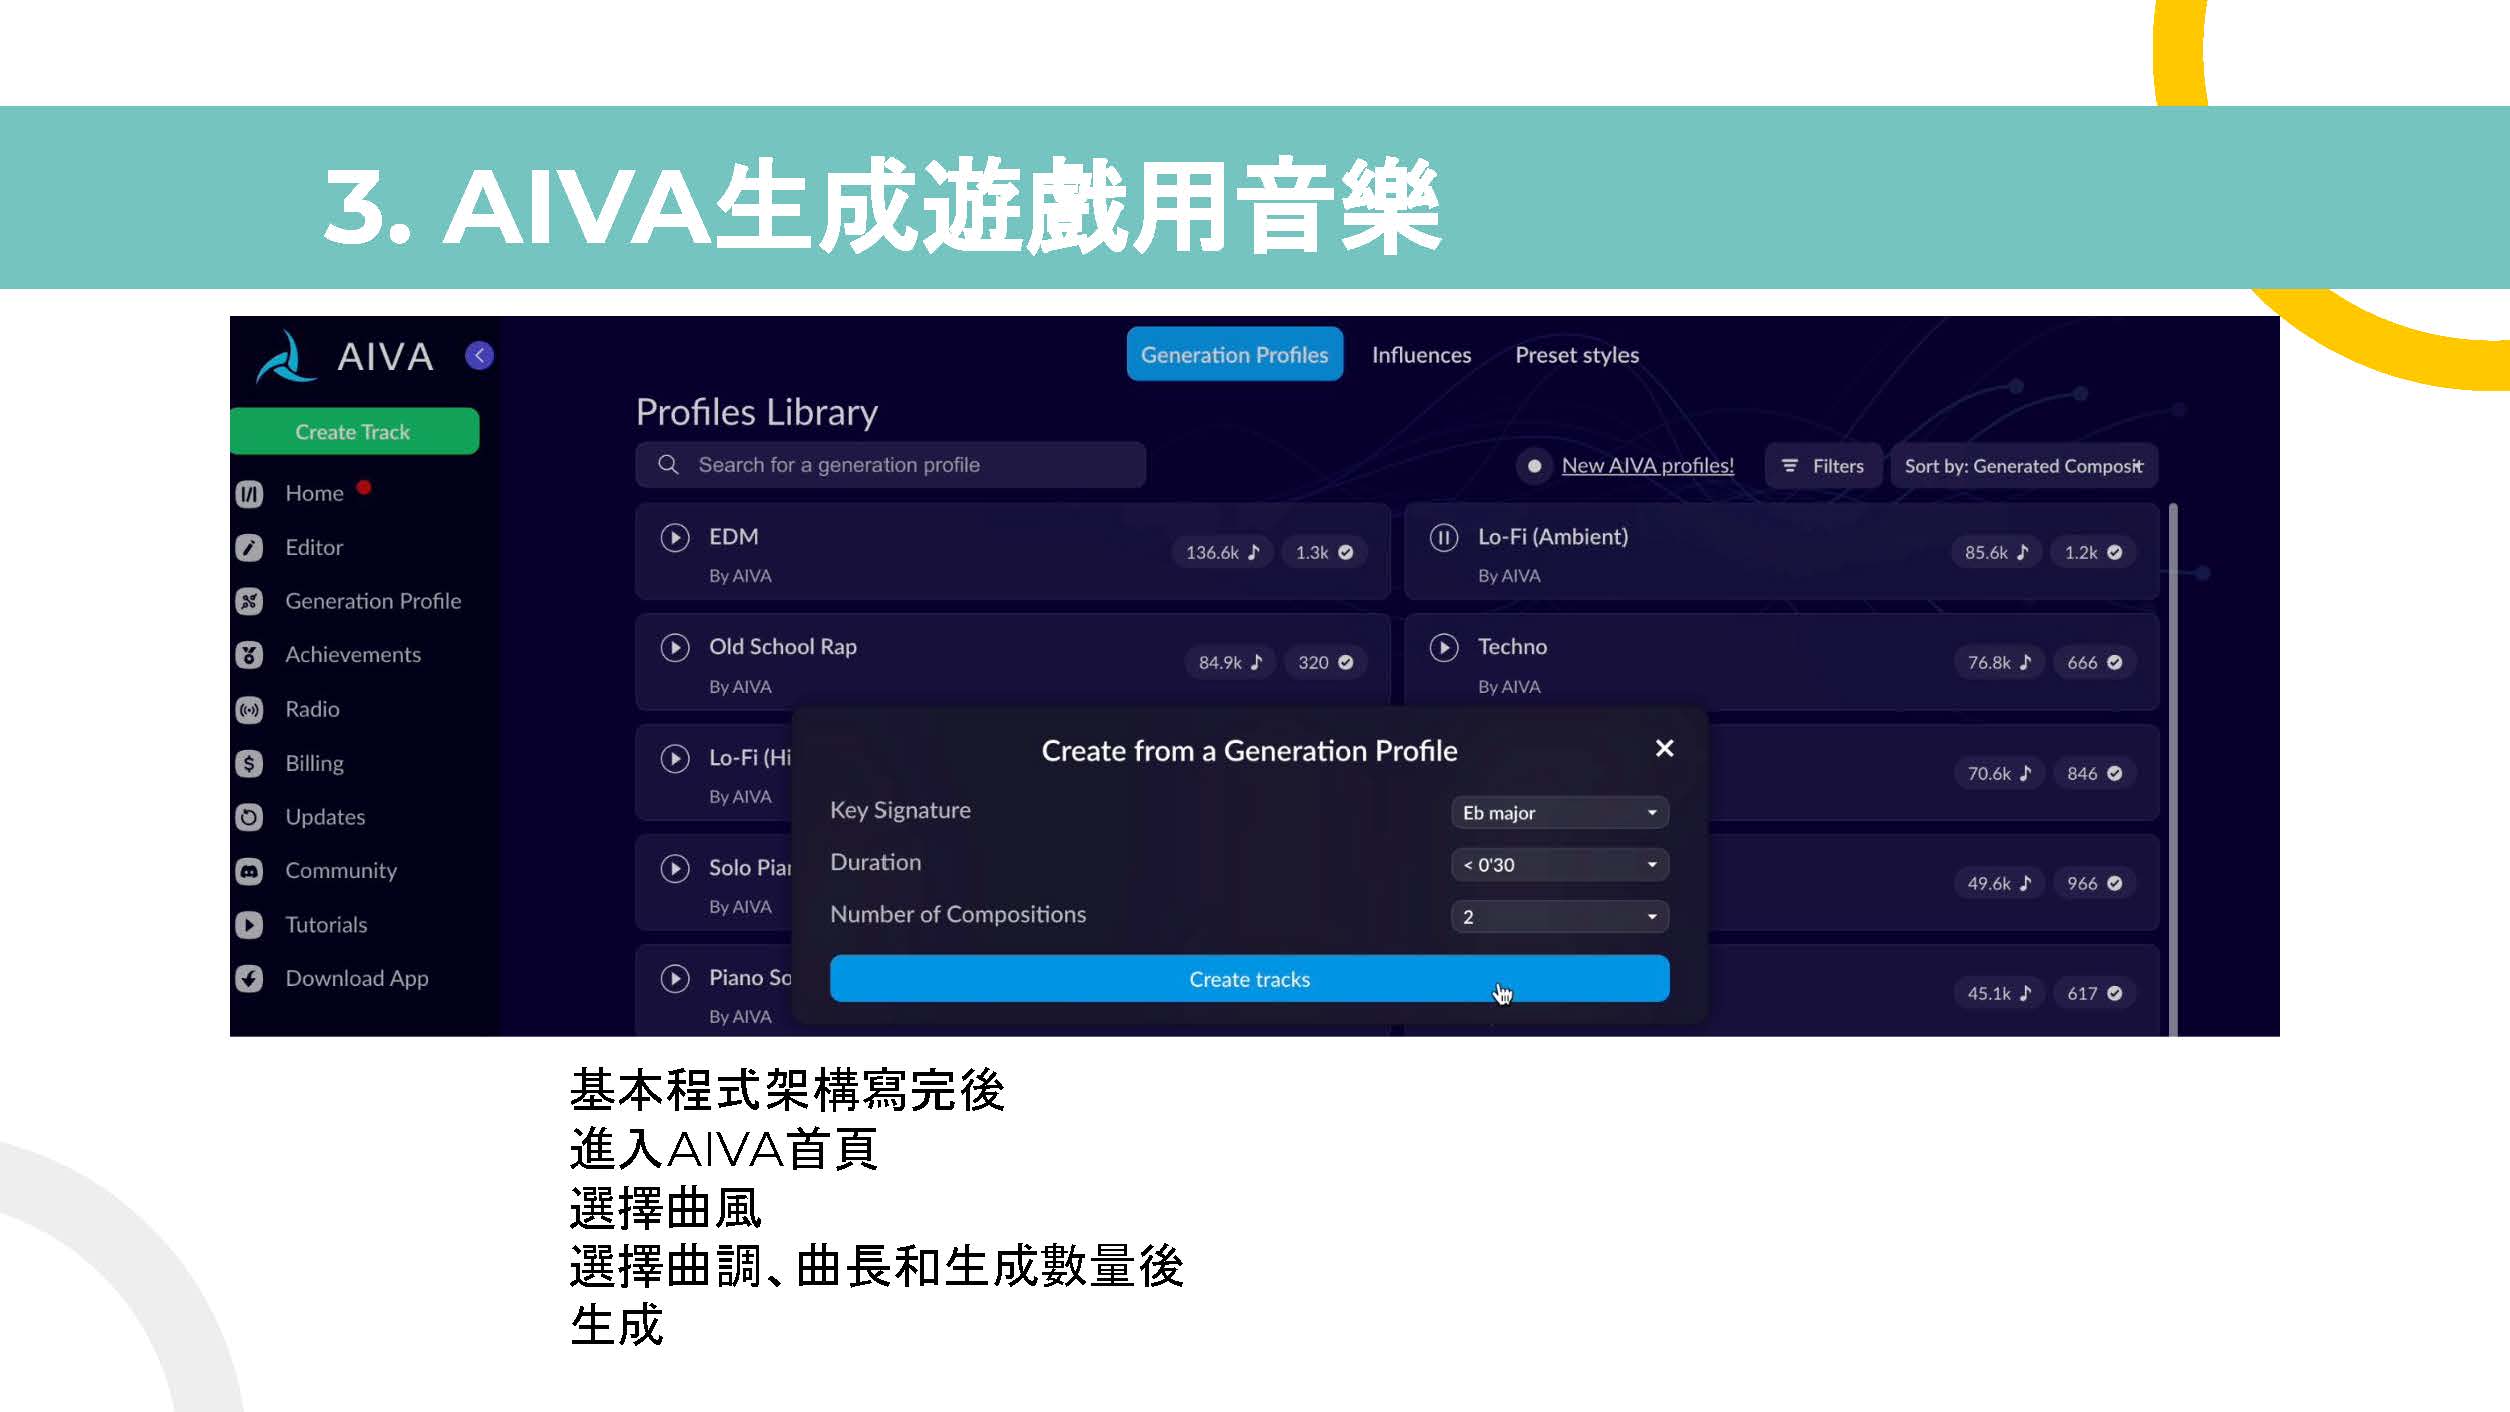 3. AIVA生成遊戲用音樂
AIVA
Create Track
Home
Editor
Generation Profile
Achievements
Radio
Billing
Updates
Community
Tutorials
Download App
Generation Profiles Influences Preset styles
Profiles Library
Search for a generation profile
New AIVA profiles! Filters Sort by: Generated Composit
EDM
By AIVA
136.6k 1.3k
Lo-Fi (Ambient)
By AIVA
85.6k 1.2k
Old School Rap
By AIVA
84.9k 320
Techno
By AIVA
76.8k 666
Lo-Fi (Hi
By AIVA
70.6k 846
Solo Pia
By AIVA
49.6k 966
Piano So
By AIVA
45.1k 617
Create from a Generation Profile
Key Signature Eb major
Duration < 0'30
Number of Compositions 2
Create tracks
基本程式架構寫完後
進入AIVA首頁
選擇曲風
選擇曲調、曲長和生成數量後
生成